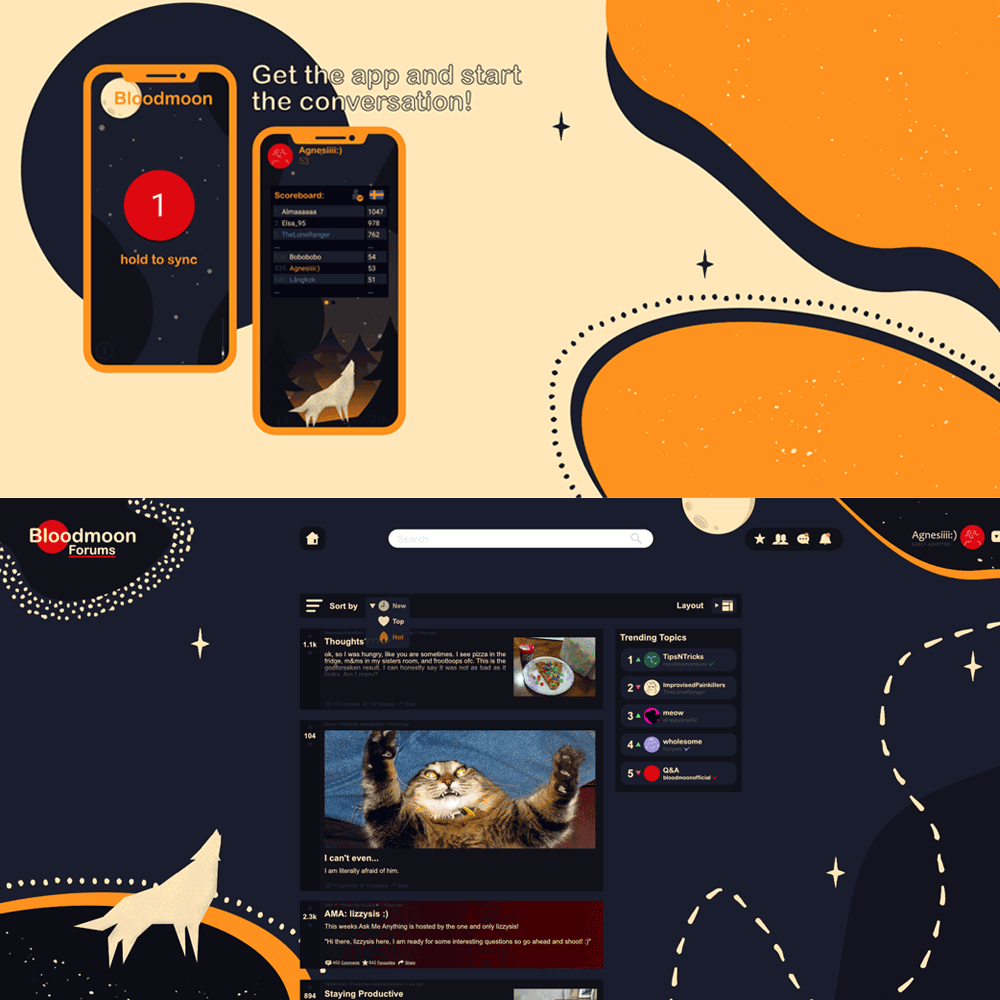 Get the app and start
the conversation!
Bloodmoon
1
hold to sync
Agnesiiii:)
53
Scoreboard:
Almaaaaaa 1047
2 Elsa_95 978
TheLoneRanger 762
... ...
Bobobobo 54
Agnesiii:) 53
Långkok 51
... ...
Bloodmoon
Forums
Search
Agnesiii:)
Sort by New
Top
Hot
Layout
1.1k
Thoughts
ok, so I was hungry, like you are sometimes. I see pizza in the
fridge, m&ms in my sisters room, and frootloops ofc. This is the
godforsaken result. I can honestly say it was not as bad as it
looks. Am I crazy?
104
I can't even...
I am literally afraid of him.
2.3k
AMA: lizzysis :)
This weeks Ask Me Anything is hosted by the one and only lizzysis!
"Hi there, lizzysis here, I am ready for some interesting questions so go ahead and shoot! :)"
402 Comments 542 Favourites Share
894
Staying Productive
Trending Topics
1 TipsNTricks
2 ImprovisedPainkillers
TheLoneRanger
3 meow
4 wholesome
5 Q&A
bloodmoonofficial